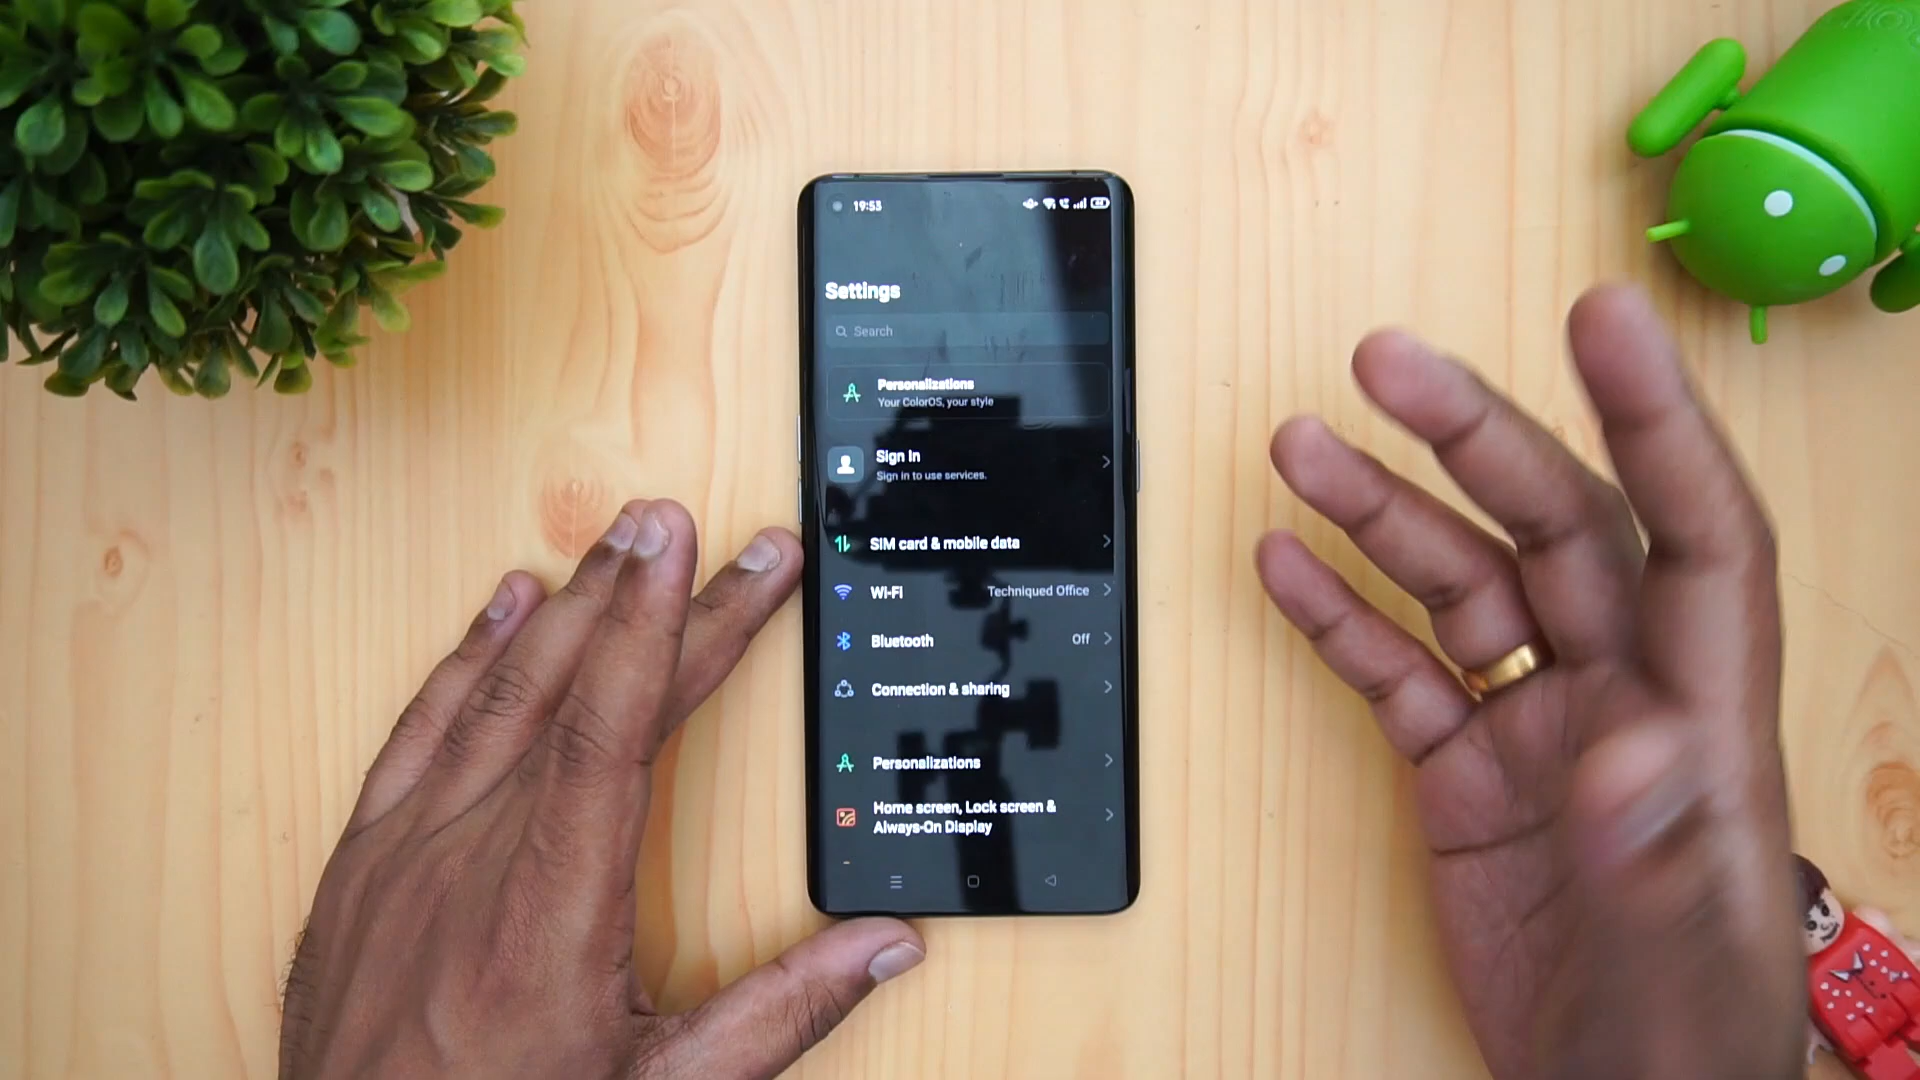 19:53
Settings
Search
Personalizations
Your ColorOS, your style
Sign in
Sign in to use services.
SIM card & mobile data
Wi-Fi Techniqued Office
Bluetooth Off
Connection & sharing
Personalizations
Home screen, Lock screen &
Always-On Display